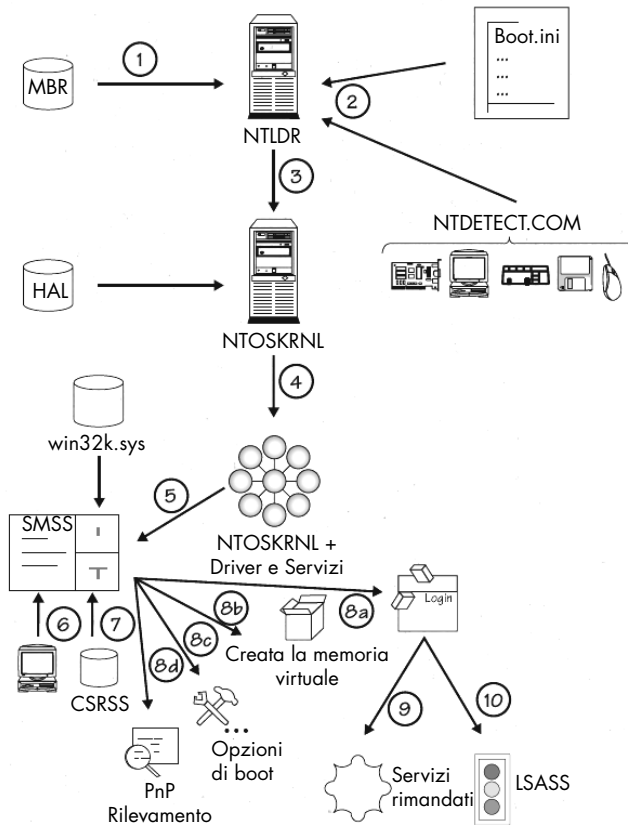 1
MBR
NTLDR
2
Boot.ini
...
...
...
3
NTDETECT.COM
HAL
NTOSKRNL
4
win32k.sys
5
SMSS
NTOSKRNL +
Driver e Servizi
6
7
8d
8c
8b
8a
Login
CSRSS
Creata la memoria
virtuale
...
Opzioni
di boot
PnP
Rilevamento
9
10
Servizi
rimandati
LSASS